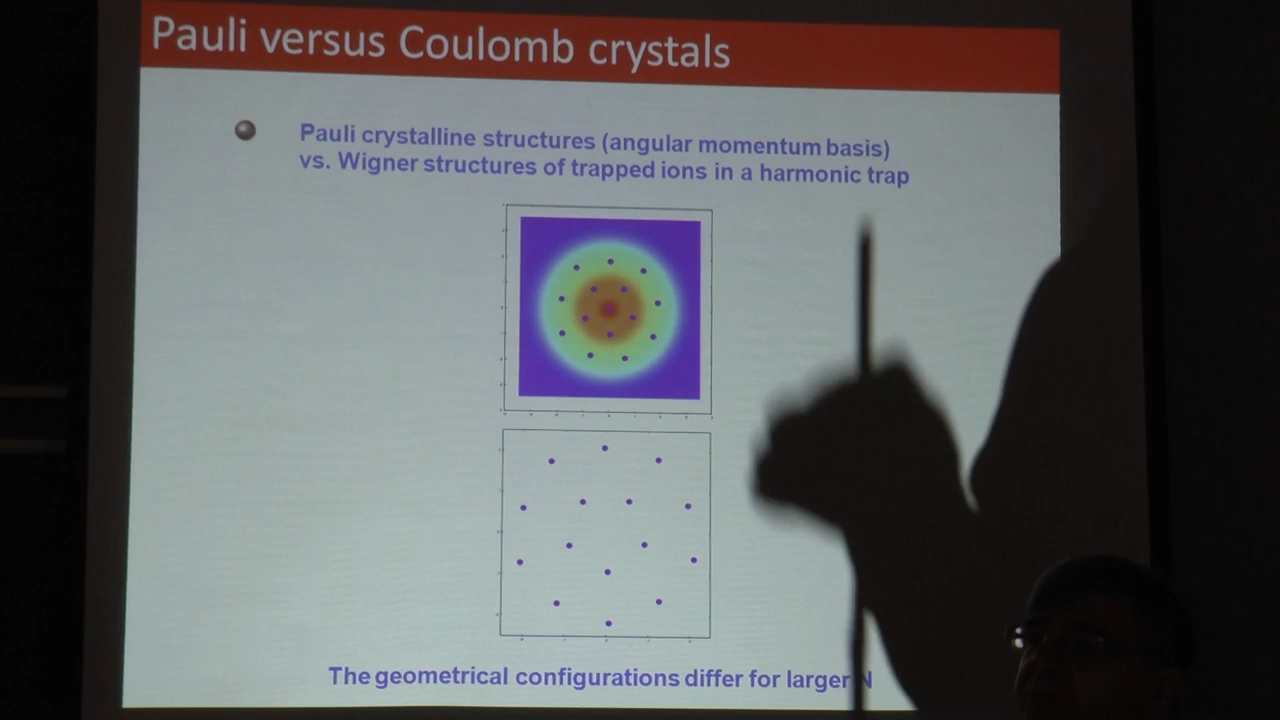 Pauli versus Coulomb crystals
Pauli crystalline structures (angular momentum basis)
vs. Wigner structures of trapped ions in a harmonic trap
The geometrical configurations differ for larger N